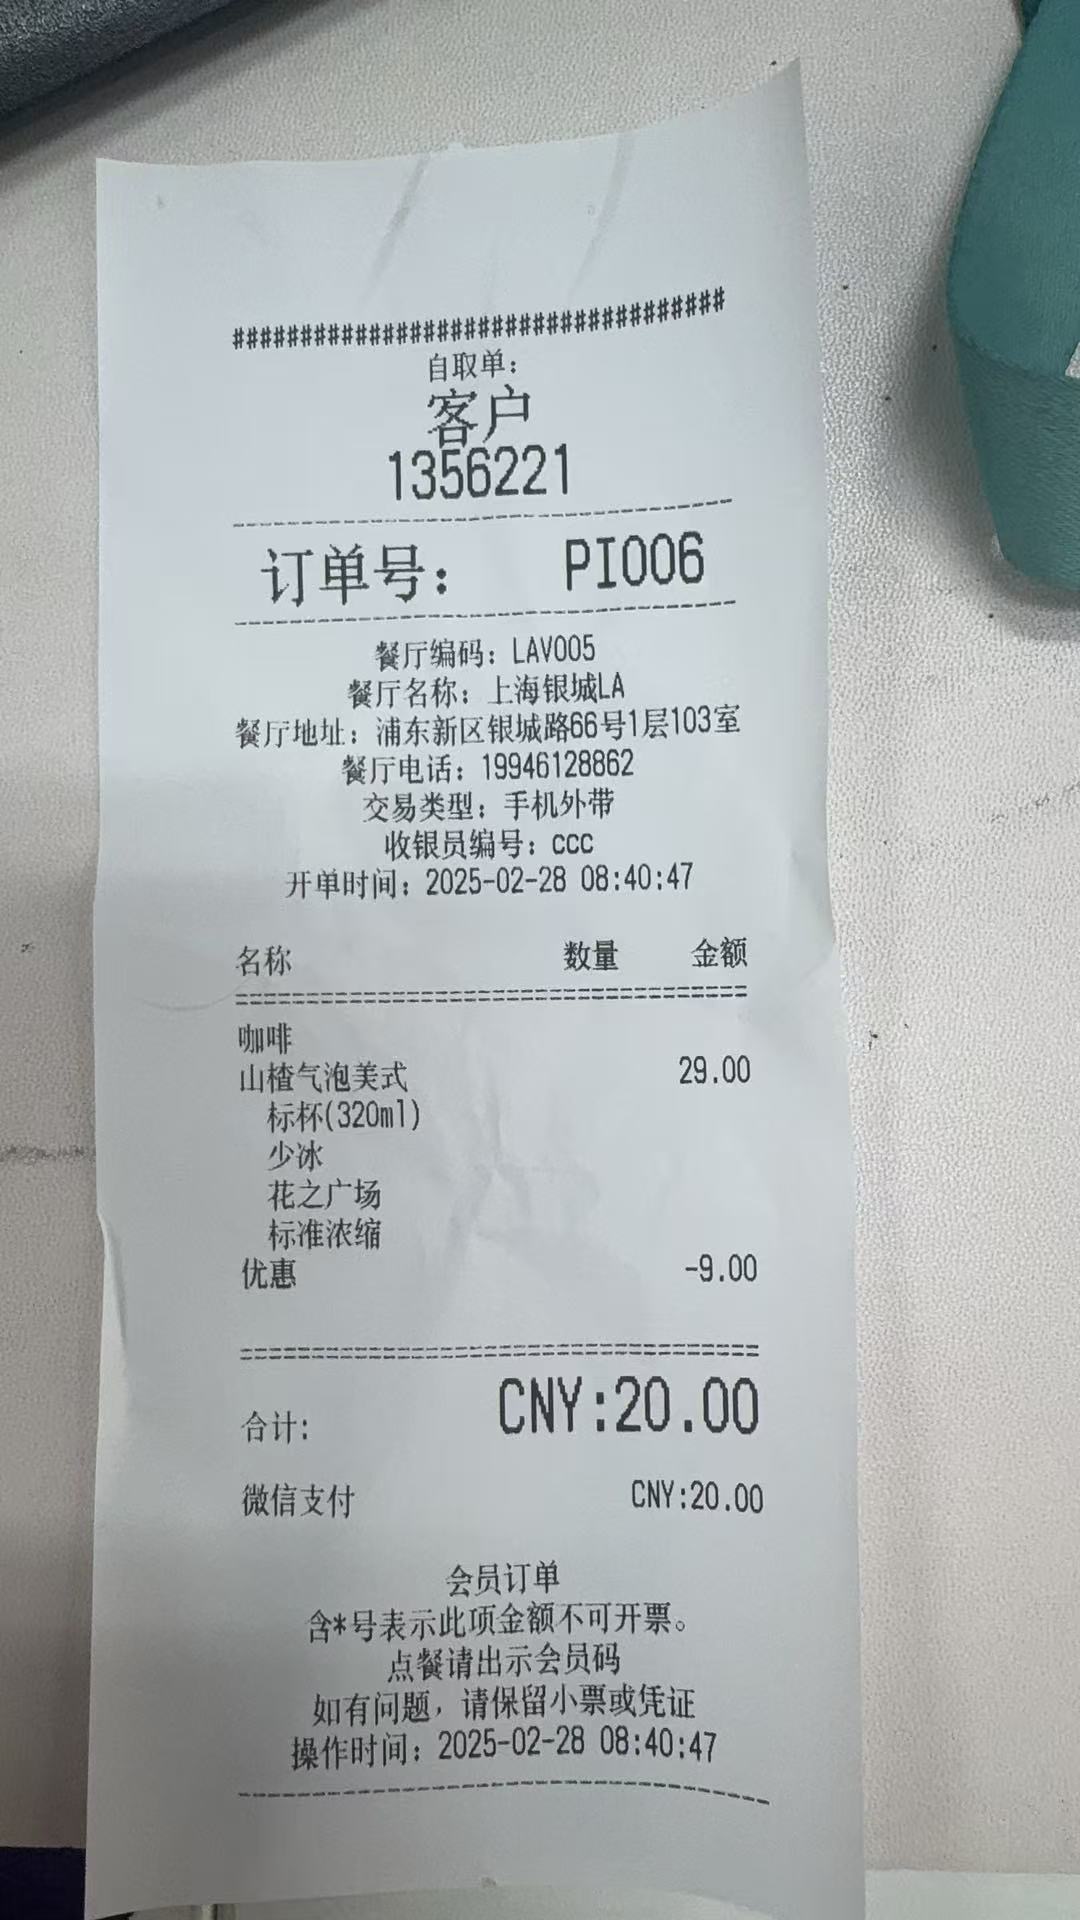 ####################################
自取单：
客户
1356221
订单号： PI006
餐厅编码：LAV005
餐厅名称：上海银城LA
餐厅地址：浦东新区银城路66号1层103室
餐厅电话：19946128862
交易类型：手机外带
收银员编号：ccc
开单时间：2025-02-28 08:40:47
名称 数量 金额
咖啡
山楂气泡美式 29.00
标杯(320ml)
少冰
花之广场
标准浓缩
优惠 -9.00
合计: CNY:20.00
微信支付 CNY:20.00
会员订单
含*号表示此项金额不可开票。
点餐请出示会员码
如有问题，请保留小票或凭证
操作时间：2025-02-28 08:40:47